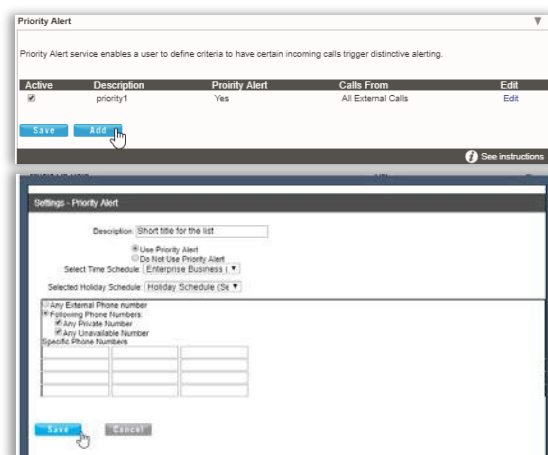 Priority Alert
Priority Alert service enables a user to define criteria to have certain incoming calls trigger distinctive alerting.
Active Description Proirity Alert Calls From Edit
priority1 Yes All External Calls Edit
Save Add
See instructions
Settings - Priority Alert
Description: Short title for the list
Use Priority Alert
Do Not Use Priority Alert
Select Time Schedule: Enterprise Business (
Selected Holiday Schedule: Holiday Schedule (Se
Any External Phone number
Following Phone Numbers:
Any Private Number
Any Unavailable Number
Specific Phone Numbers
Save Cancel